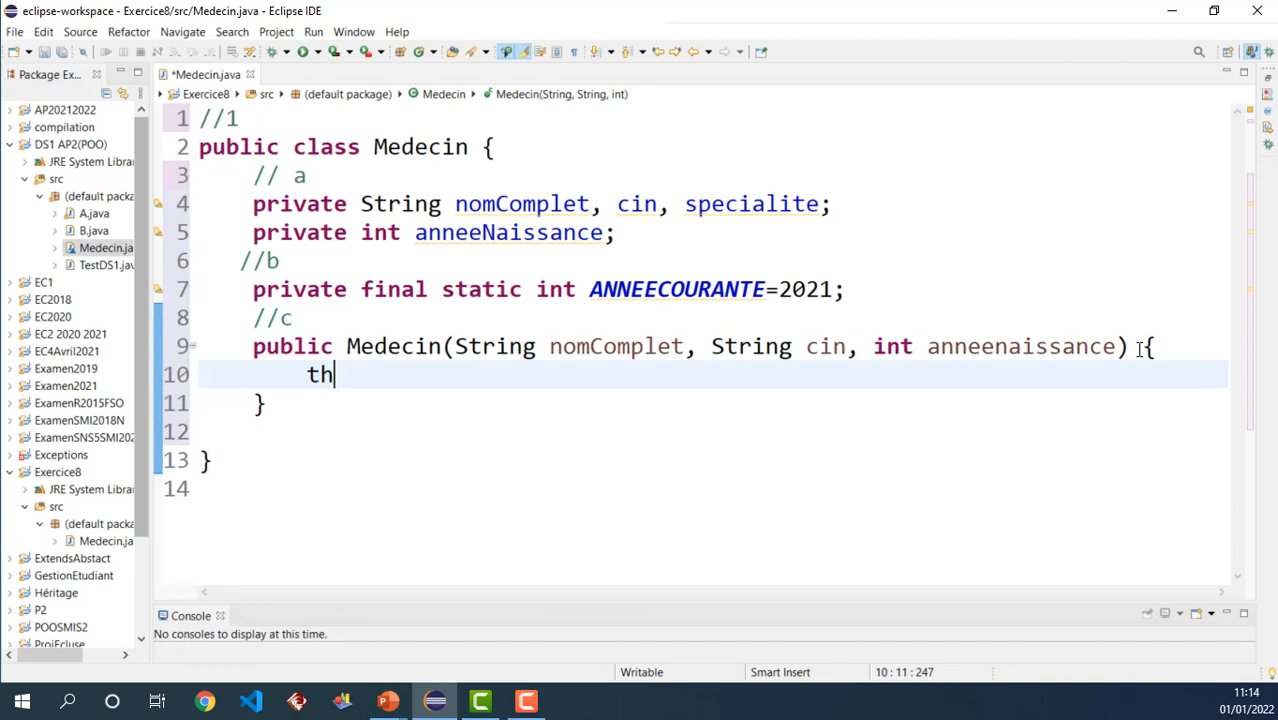 eclipse-workspace - Exercice8/src/Medecin.java - Eclipse IDE
File Edit Source Refactor Navigate Search Project Run Window Help
Package Ex...
*Medecin.java
Exercice8 src (default package) Medecin Medecin(String, String, int)
AP20212022
compilation
DS1 AP2(POO)
JRE System Librar
src
(default packa
A.java
B.java
Medecin.ja
TestDS1.jav
EC1
EC2018
EC2020
EC2 2020 2021
EC4Avril2021
Examen2019
Examen2021
ExamenR2015FSO
ExamenSMI2018N
ExamenSNS5SMI202
Exceptions
Exercice8
JRE System Librar
src
(default packa
Medecin.ja
ExtendsAbstact
GestionEtudiant
Héritage
P2
POOSMIS2
ProjEcluse
1 //1
2 public class Medecin {
3 // a
4 private String nomComplet, cin, specialite;
5 private int anneeNaissance;
6 //b
7 private final static int ANNEECOURANTE=2021;
8 //c
9 public Medecin(String nomComplet, String cin, int anneenaissance) {
10 th
11 }
12
13 }
14
Console
No consoles to display at this time.
Writable Smart Insert 10 : 11 : 247
11:14
01/01/2022